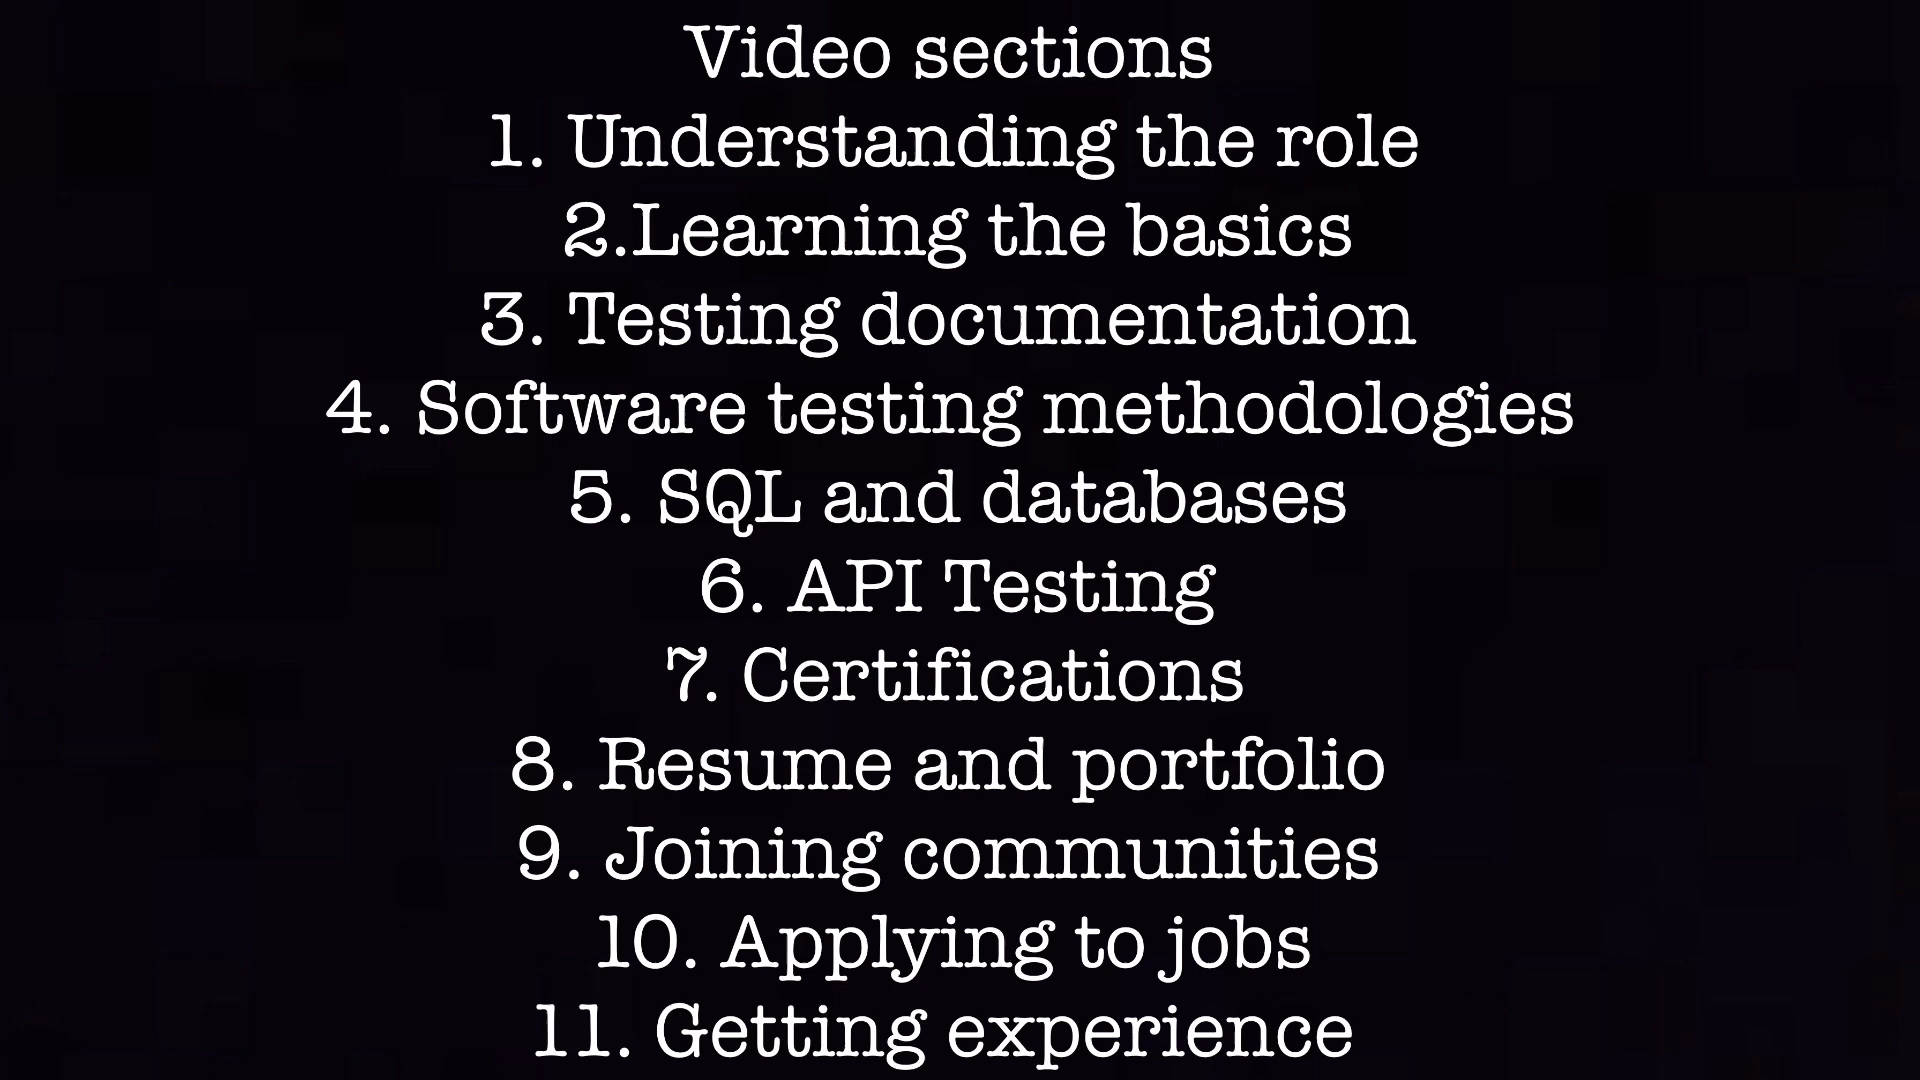 Video sections
1. Understanding the role
2.Learning the basics
3. Testing documentation
4. Software testing methodologies
5. SQL and databases
6. API Testing
7. Certifications
8. Resume and portfolio
9. Joining communities
10. Applying to jobs
11. Getting experience